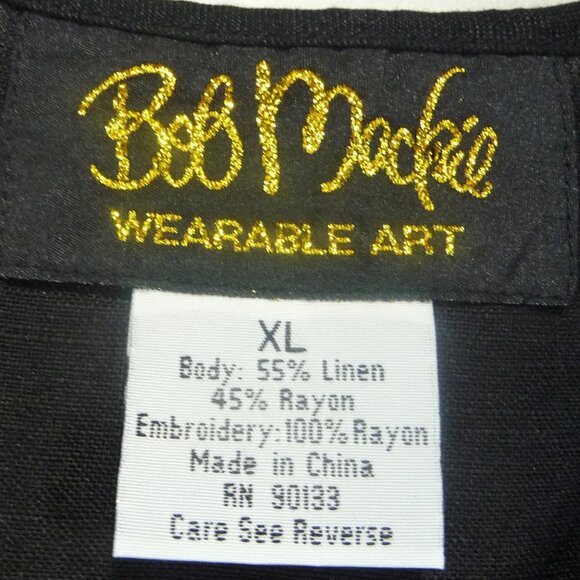 Bob Mackie
WEARABLE ART
XL
Body: 55% Linen
45% Rayon
Embroidery:100% Rayon
Made in China
RN 90133
Care See Reverse